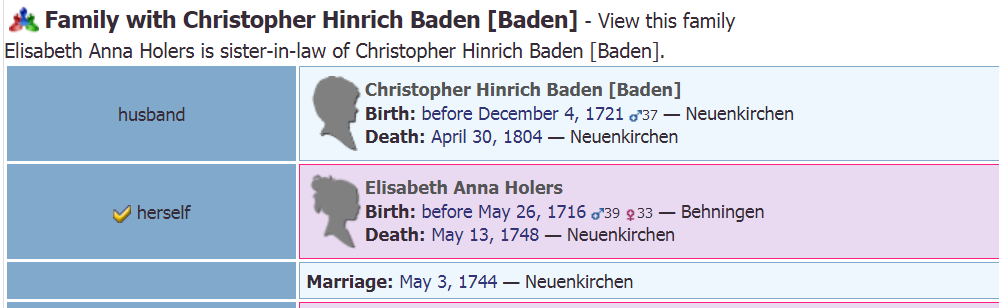 Family with Christopher Hinrich Baden [Baden] - View this family
Elisabeth Anna Holers is sister-in-law of Christopher Hinrich Baden [Baden].
husband
Christopher Hinrich Baden [Baden]
Birth: before December 4, 1721 ♂37 — Neuenkirchen
Death: April 30, 1804 — Neuenkirchen
herself
Elisabeth Anna Holers
Birth: before May 26, 1716 ♂39 ♀33 — Behningen
Death: May 13, 1748 — Neuenkirchen
Marriage: May 3, 1744 — Neuenkirchen